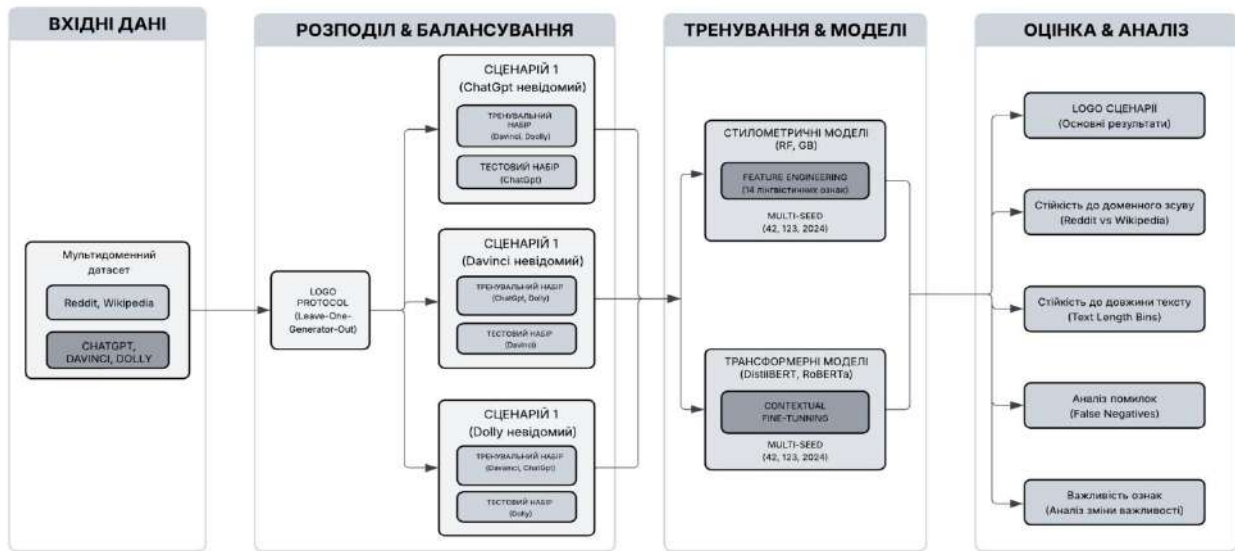 ВХІДНІ ДАНІ
Мультидоменний
датасет
Reddit, Wikipedia
CHATGPT,
DAVINCI, DOLLY
РОЗПОДІЛ & БАЛАНСУВАННЯ
LOGO
PROTOCOL
(Leave-One-
Generator-Out)
СЦЕНАРІЙ 1
(ChatGpt невідомий)
ТРЕНУВАЛЬНИЙ
НАБІР
(Davinci, Doolly)
ТЕСТОВИЙ НАБІР
(ChatGpt)
СЦЕНАРІЙ 1
(Davinci невідомий)
ТРЕНУВАЛЬНИЙ НАБІР
(ChatGpt, Dolly)
ТЕСТОВИЙ НАБІР
(Davinci)
СЦЕНАРІЙ 1
(Dolly невідомий)
ТРЕНУВАЛЬНИЙ НАБІР
(Davainci, ChatGpt)
ТЕСТОВИЙ НАБІР
(Dolly)
ТРЕНУВАННЯ & МОДЕЛІ
СТИЛОМЕТРИЧНІ МОДЕЛІ
(RF, GB)
FEATURE ENGINEERING
(14 лінгвістичних ознак)
MULTI-SEED
(42, 123, 2024)
ТРАНСФОРМЕРНІ МОДЕЛІ
(DistilBERT, RoBERTa)
CONTEXTUAL
FINE-TUNNING
MULTI-SEED
(42, 123, 2024)
ОЦІНКА & АНАЛІЗ
LOGO СЦЕНАРІЇ
(Основні результати)
Стійкість до доменного зсуву
(Reddit vs Wikipedia)
Стійкість до довжини тексту
(Text Length Bins)
Аналіз помилок
(False Negatives)
Важливість ознак
(Аналіз зміни важливості)